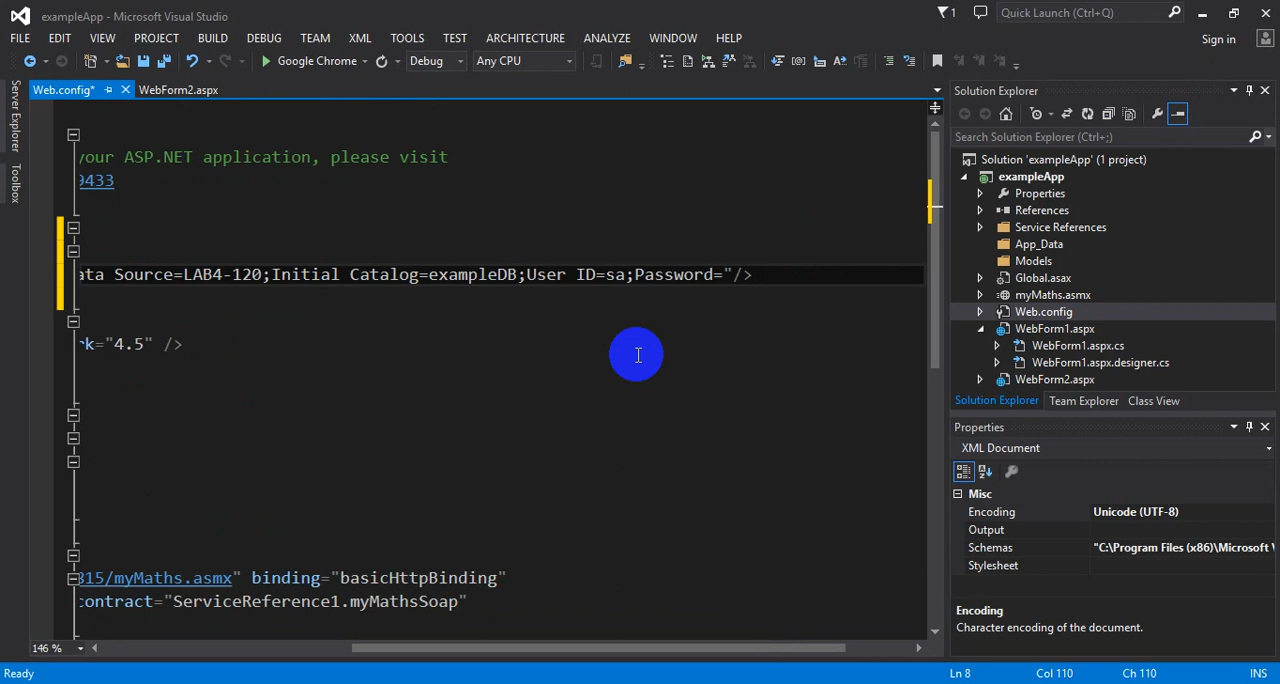 exampleApp - Microsoft Visual Studio
1
Quick Launch (Ctrl+Q)
FILE EDIT VIEW PROJECT BUILD DEBUG TEAM XML TOOLS TEST ARCHITECTURE ANALYZE WINDOW HELP
Sign in
Google Chrome Debug Any CPU
Web.config* WebForm2.aspx
Server Explorer
Toolbox
your ASP.NET application, please visit
9433
ata Source=LAB4-120;Initial Catalog=exampleDB;User ID=sa;Password="/>
rk="4.5" />
315/myMaths.asmx" binding="basicHttpBinding"
contract="ServiceReference1.myMathsSoap"
146 %
Solution Explorer
Search Solution Explorer (Ctrl+;)
Solution 'exampleApp' (1 project)
exampleApp
Properties
References
Service References
App_Data
Models
Global.asax
myMaths.asmx
Web.config
WebForm1.aspx
WebForm1.aspx.cs
WebForm1.aspx.designer.cs
WebForm2.aspx
Solution Explorer Team Explorer Class View
Properties
XML Document
Misc
Encoding Unicode (UTF-8)
Output
Schemas "C:\Program Files (x86)\Microsoft V
Stylesheet
Encoding
Character encoding of the document.
Ready Ln 8 Col 110 Ch 110 INS